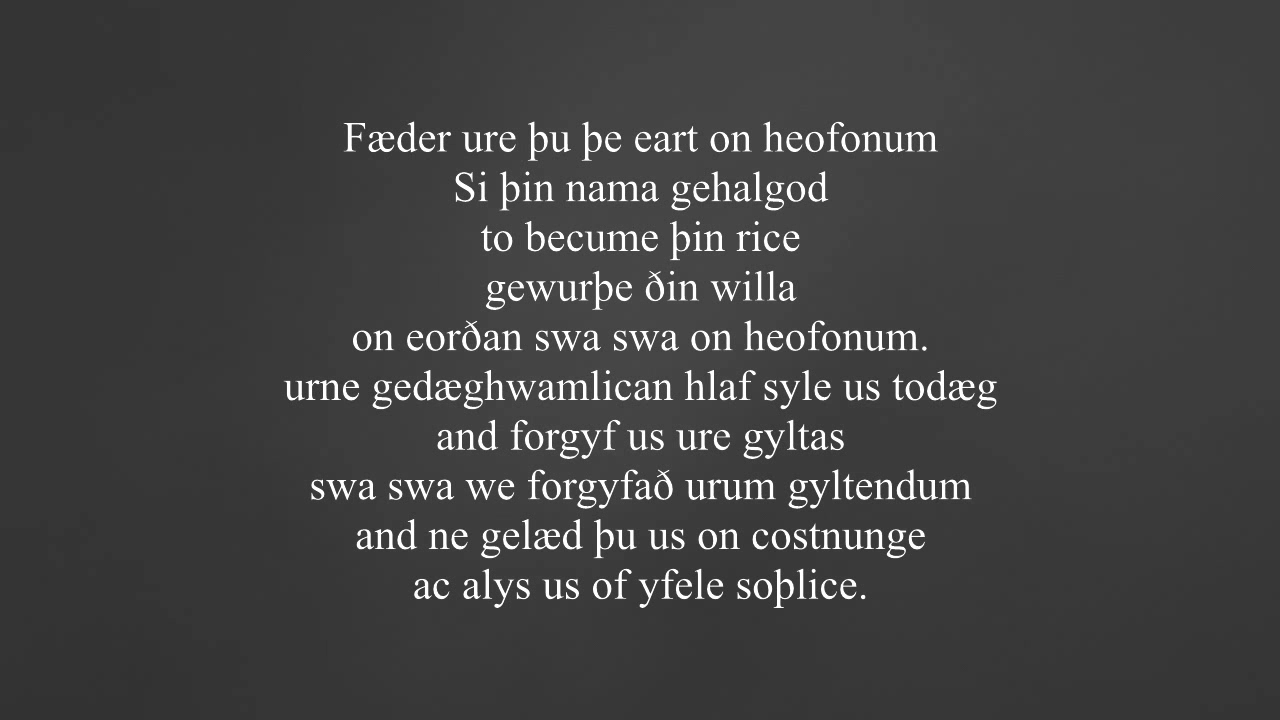 Fæder ure þu þe eart on heofonum
Si þin nama gehalgod
to becume þin rice
gewurþe ðin willa
on eorðan swa swa on heofonum.
urne gedæghwamlican hlaf syle us todæg
and forgyf us ure gyltas
swa swa we forgyfað urum gyltendum
and ne gelæd þu us on costnunge
ac alys us of yfele soþlice.